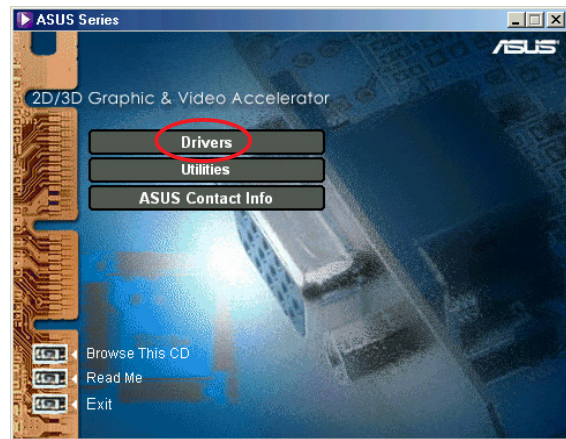 ASUS Series
ASUS
2D/3D Graphic & Video Accelerator
Drivers
Utilities
ASUS Contact Info
Browse This CD
Read Me
Exit